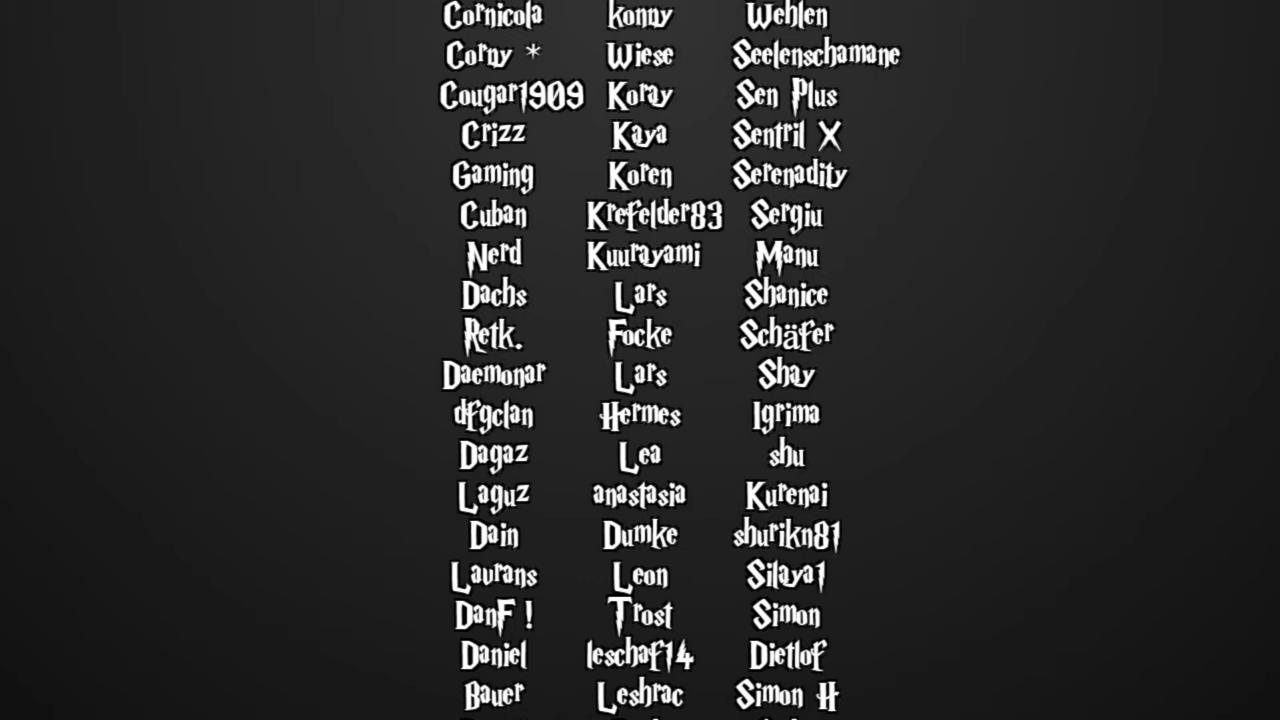 Cornicola konny Wehlen
Corny * Wiese Seelenschamane
Cougar1909 Koray Sen Plus
Crizz Kaya Sentril X
Gaming Koren Serenadity
Cuban Krefelder83 Sergiu
Nerd Kuurayami Manu
Dachs Lars Shanice
Retk. Focke Schäfer
Daemonar Lars Shay
dfgclan Hermes Igrima
Dagaz Lea shu
Laguz anastasia Kurenai
Dain Dumke shurikn81
Lavrans Leon Silaya1
DanF ! Trost Simon
Daniel leschaf14 Dietlof
Bauer Leshrac Simon H